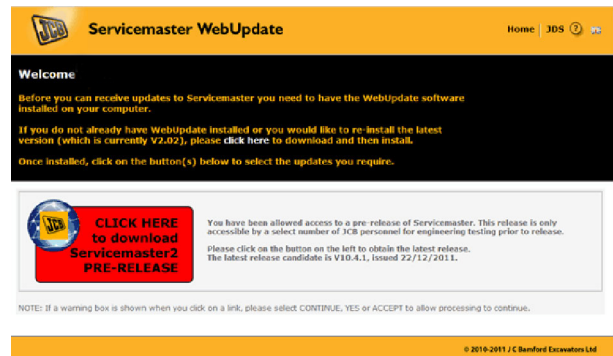 JCB
Servicemaster WebUpdate
Home | JDS
Welcome
Before you can receive updates to Servicemaster you need to have the WebUpdate software
installed on your computer.
If you do not already have WebUpdate installed or you would like to re-install the latest
version (which is currently V2.02), please click here to download and then install.
Once installed, click on the button(s) below to select the updates you require.
JCB
CLICK HERE
to download
Servicemaster2
PRE-RELEASE
You have been allowed access to a pre-release of Servicemaster. This release is only
accessible by a select number of JCB personnel for engineering testing prior to release.
Please click on the button on the left to obtain the latest release.
The latest release candidate is V10.4.1, issued 22/12/2011.
NOTE: If a warning box is shown when you click on a link, please select CONTINUE, YES or ACCEPT to allow processing to continue.
© 2010-2011 J C Bamford Excavators Ltd